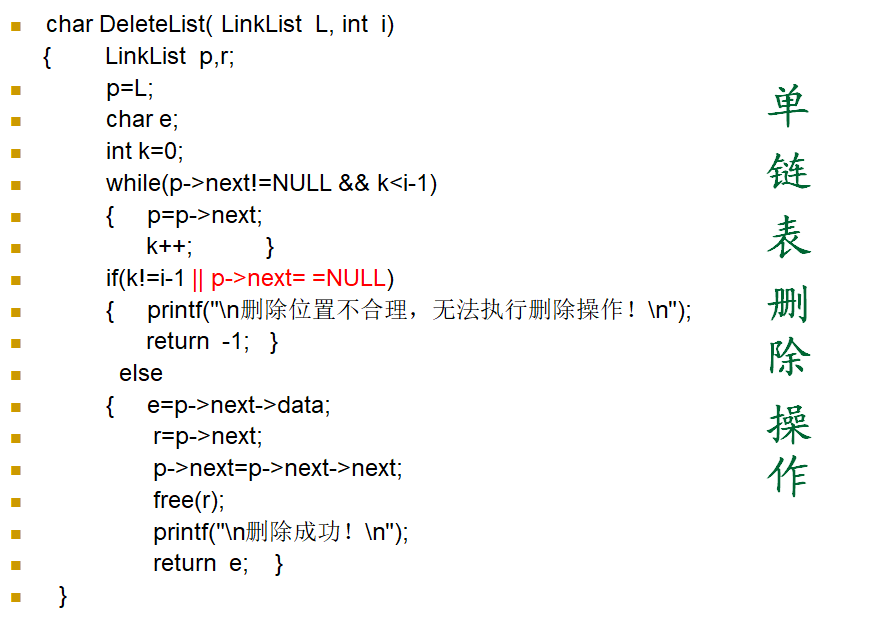 char DeleteList( LinkList L, int i)
{ LinkList p,r;
p=L;
char e;
int k=0;
while(p->next!=NULL && k<i-1)
{ p=p->next;
k++; }
if(k!=i-1 || p->next= =NULL)
{ printf("\n删除位置不合理，无法执行删除操作！\n");
return -1; }
else
{ e=p->next->data;
r=p->next;
p->next=p->next->next;
free(r);
printf("\n删除成功！\n");
return e; }
}
单链表删除操作